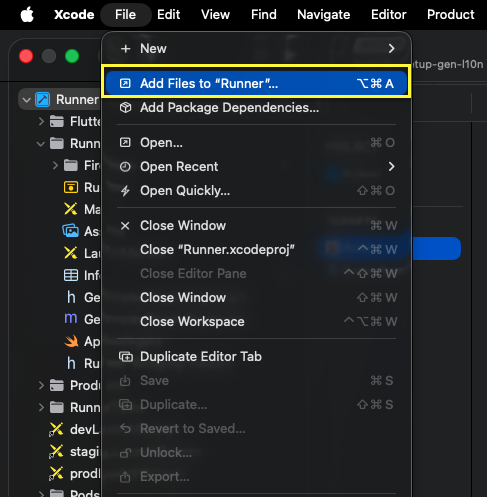 Xcode File Edit View Find Navigate Editor Product
New
tup-gen-l10n
Add Files to “Runner”... ⌥⌘A
Runner
Add Package Dependencies...
Flutte
Open... ⌘O
Runn
Open Recent
Fire
Open Quickly... ⇧⌘O
Ru
Ma
Close Window ⌘W
As
Close “Runner.xcodeproj” ⌃⌘W
La
Close Editor Pane ⌃⇧⌘W
Inf
Close Window ⇧⌘W
Ge
Close Workspace ⌃⌥⌘W
Ge
Ap
Duplicate Editor Tab
Ru
Save ⌘S
Produ
Duplicate... ⇧⌘S
Runn
Revert to Saved...
devL
Unlock...
stagi
Export...
prodl
Pods